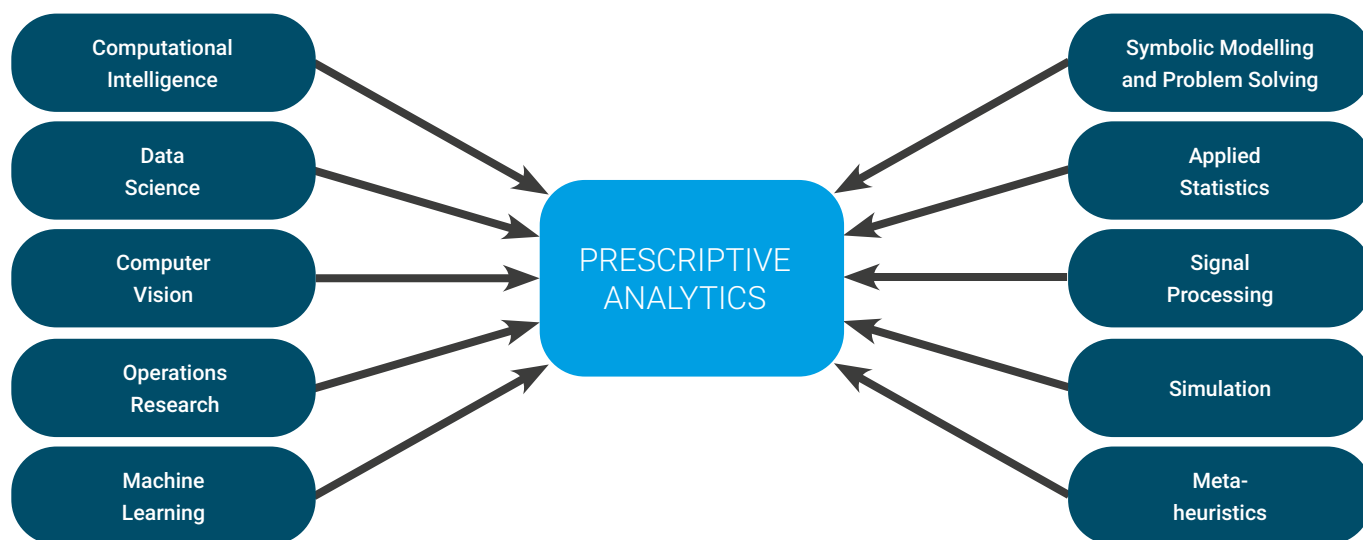 Computational
Intelligence
Data
Science
Computer
Vision
Operations
Research
Machine
Learning
PRESCRIPTIVE
ANALYTICS
Symbolic Modelling
and Problem Solving
Applied
Statistics
Signal
Processing
Simulation
Meta-
heuristics